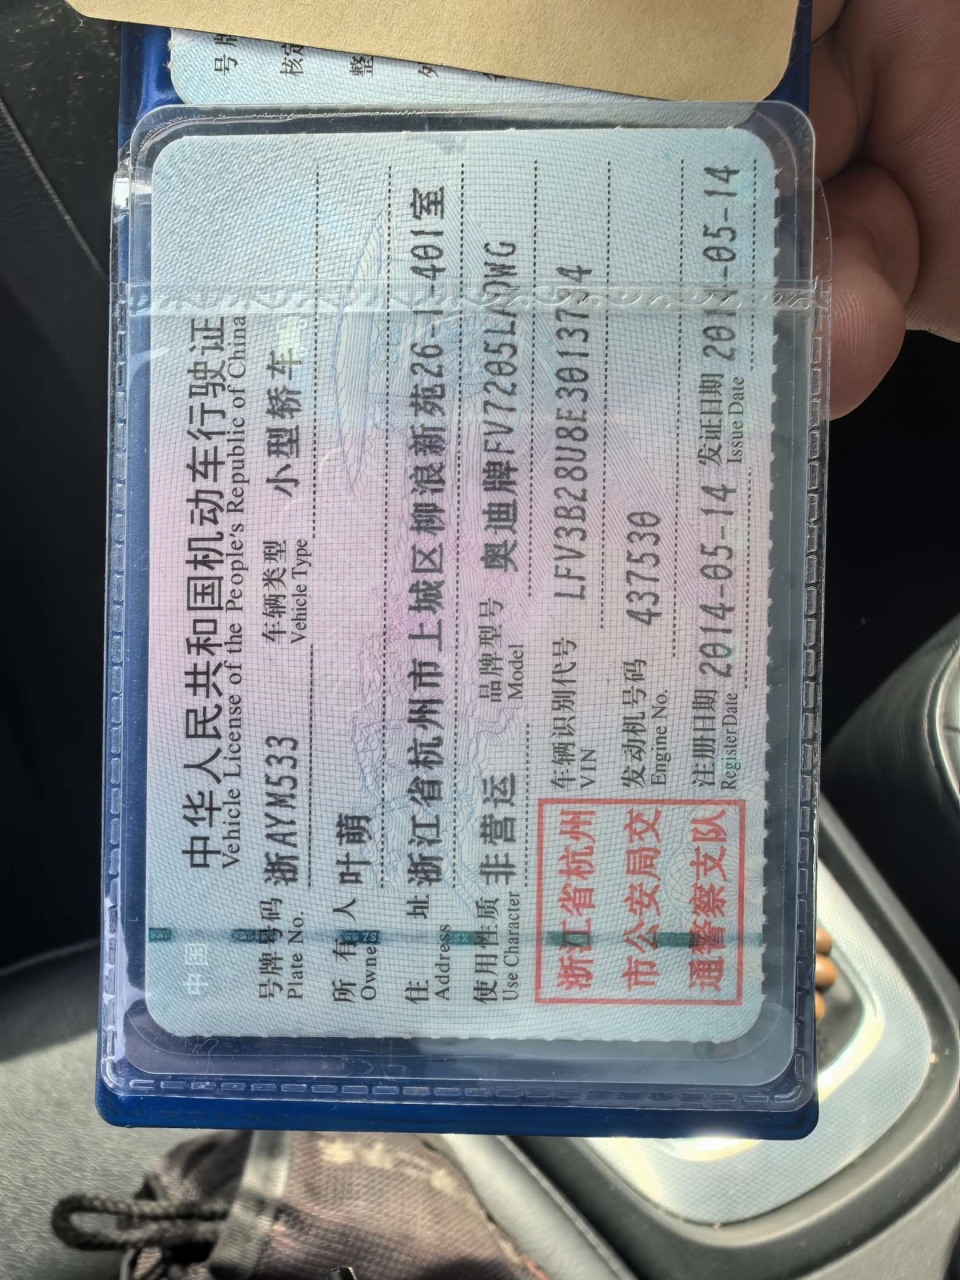 号牌
核定
整
外
中华人民共和国机动车行驶证
Vehicle License of the People's Republic of China
号牌号码 浙AYM533 车辆类型 小型轿车
Plate No. Vehicle Type
所有人 叶萌
Owner
住址 浙江省杭州市上城区柳浪新苑26-1-401室
Address
使用性质 非营运 品牌型号 奥迪牌FV7205LADWG
Use Character Model
浙江省杭州
市公安局交
通警察支队
车辆识别代号 LFV3B28U8E3013794
VIN
发动机号码 437530
Engine No.
注册日期 2014-05-14 发证日期 2014-05-14
Register Date Issue Date
中国